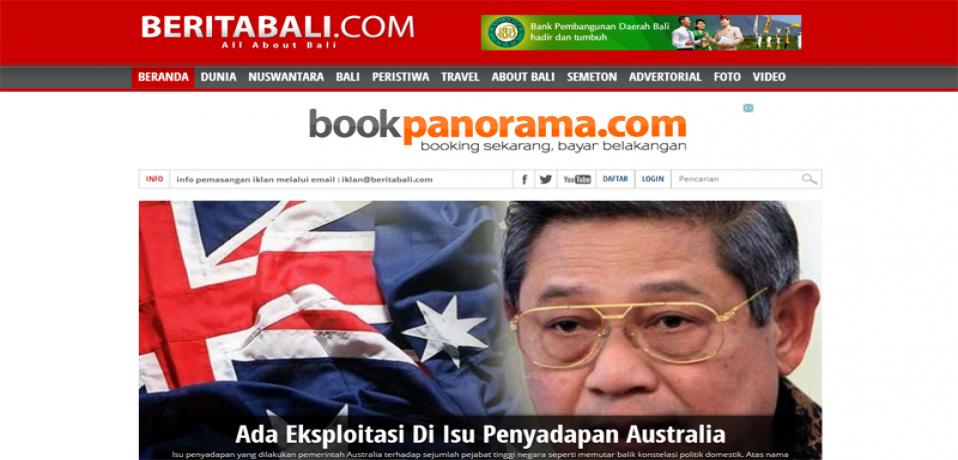 BERITABALI.COM
All About Bali
Bank Pembangunan Daerah Bali
hadir dan tumbuh
BERANDA DUNIA NUSWANTARA BALI PERISTIWA TRAVEL ABOUT BALI SEMETON ADVERTORIAL FOTO VIDEO
bookpanorama.com
booking sekarang, bayar belakangan
INFO info pemasangan iklan melalui email : iklan@beritabali.com f YouTube DAFTAR LOGIN Pencarian
Ada Eksploitasi Di Isu Penyadapan Australia
Isu penyadapan yang dilakukan pemerintah Australia terhadap sejumlah pejabat tinggi negara seperti memutar balik konstelasi politik domestik. Atas nama